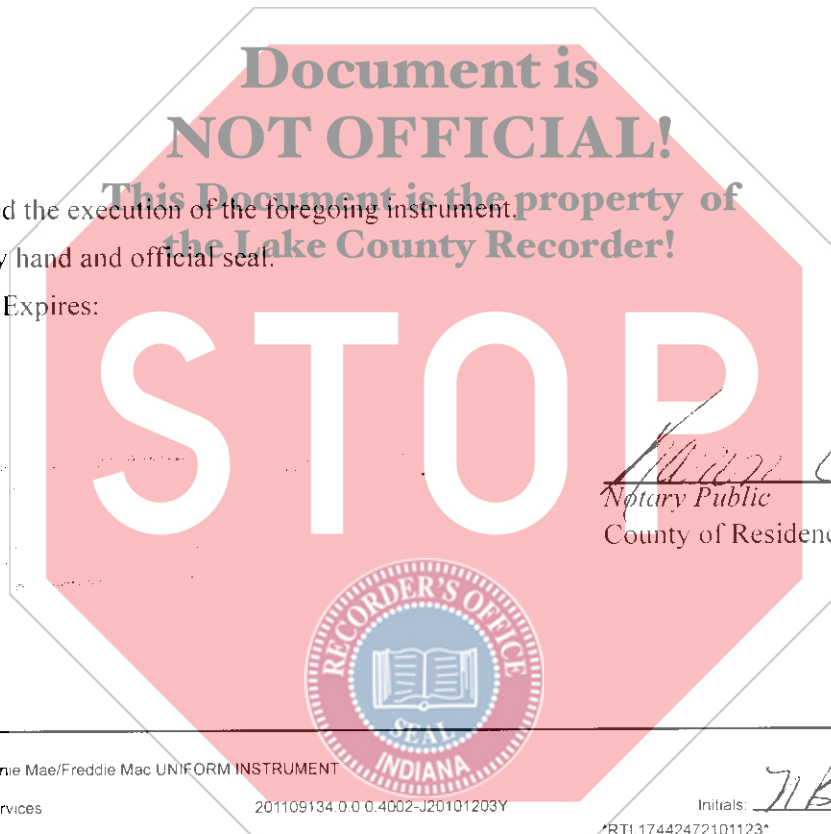 Document is
NOT OFFICIAL!
This Document is the property of
the Lake County Recorder!
d the execution of the foregoing instrument.
y hand and official seal.
Expires:
STOP
Notary Public
County of Residenc
RECORDER'S OFFICE
SEAL
INDIANA
nie Mae/Freddie Mac UNIFORM INSTRUMENT
rvices 201109134.0.0 0.4002-J20101203Y Initials:
*RTL17442472101123*